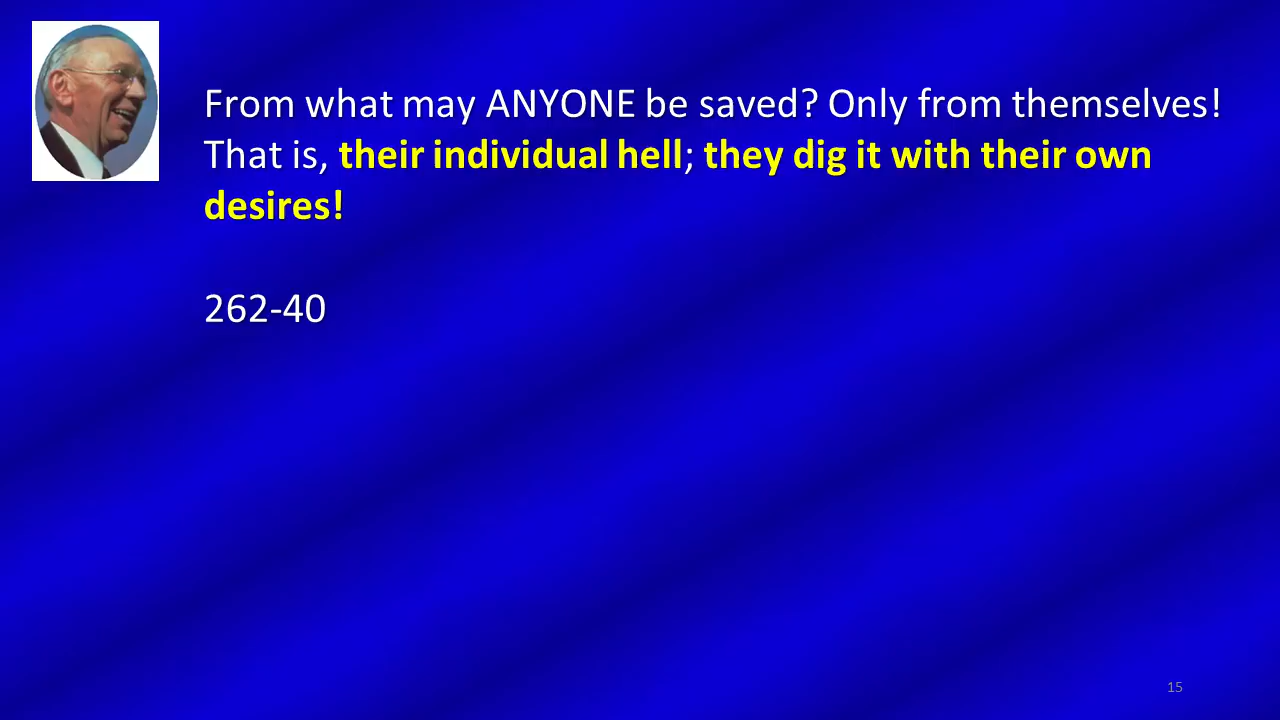 From what may ANYONE be saved? Only from themselves!
That is, their individual hell; they dig it with their own
desires!
262-40
15